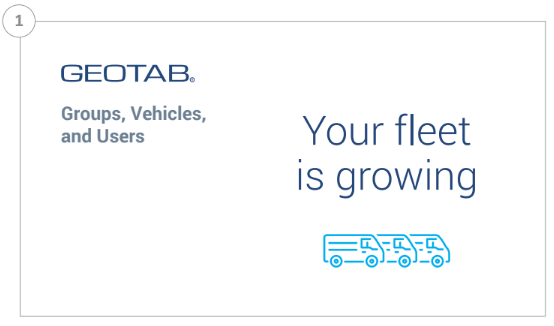 1
GEOTAB®
Groups, Vehicles,
and Users
Your fleet
is growing